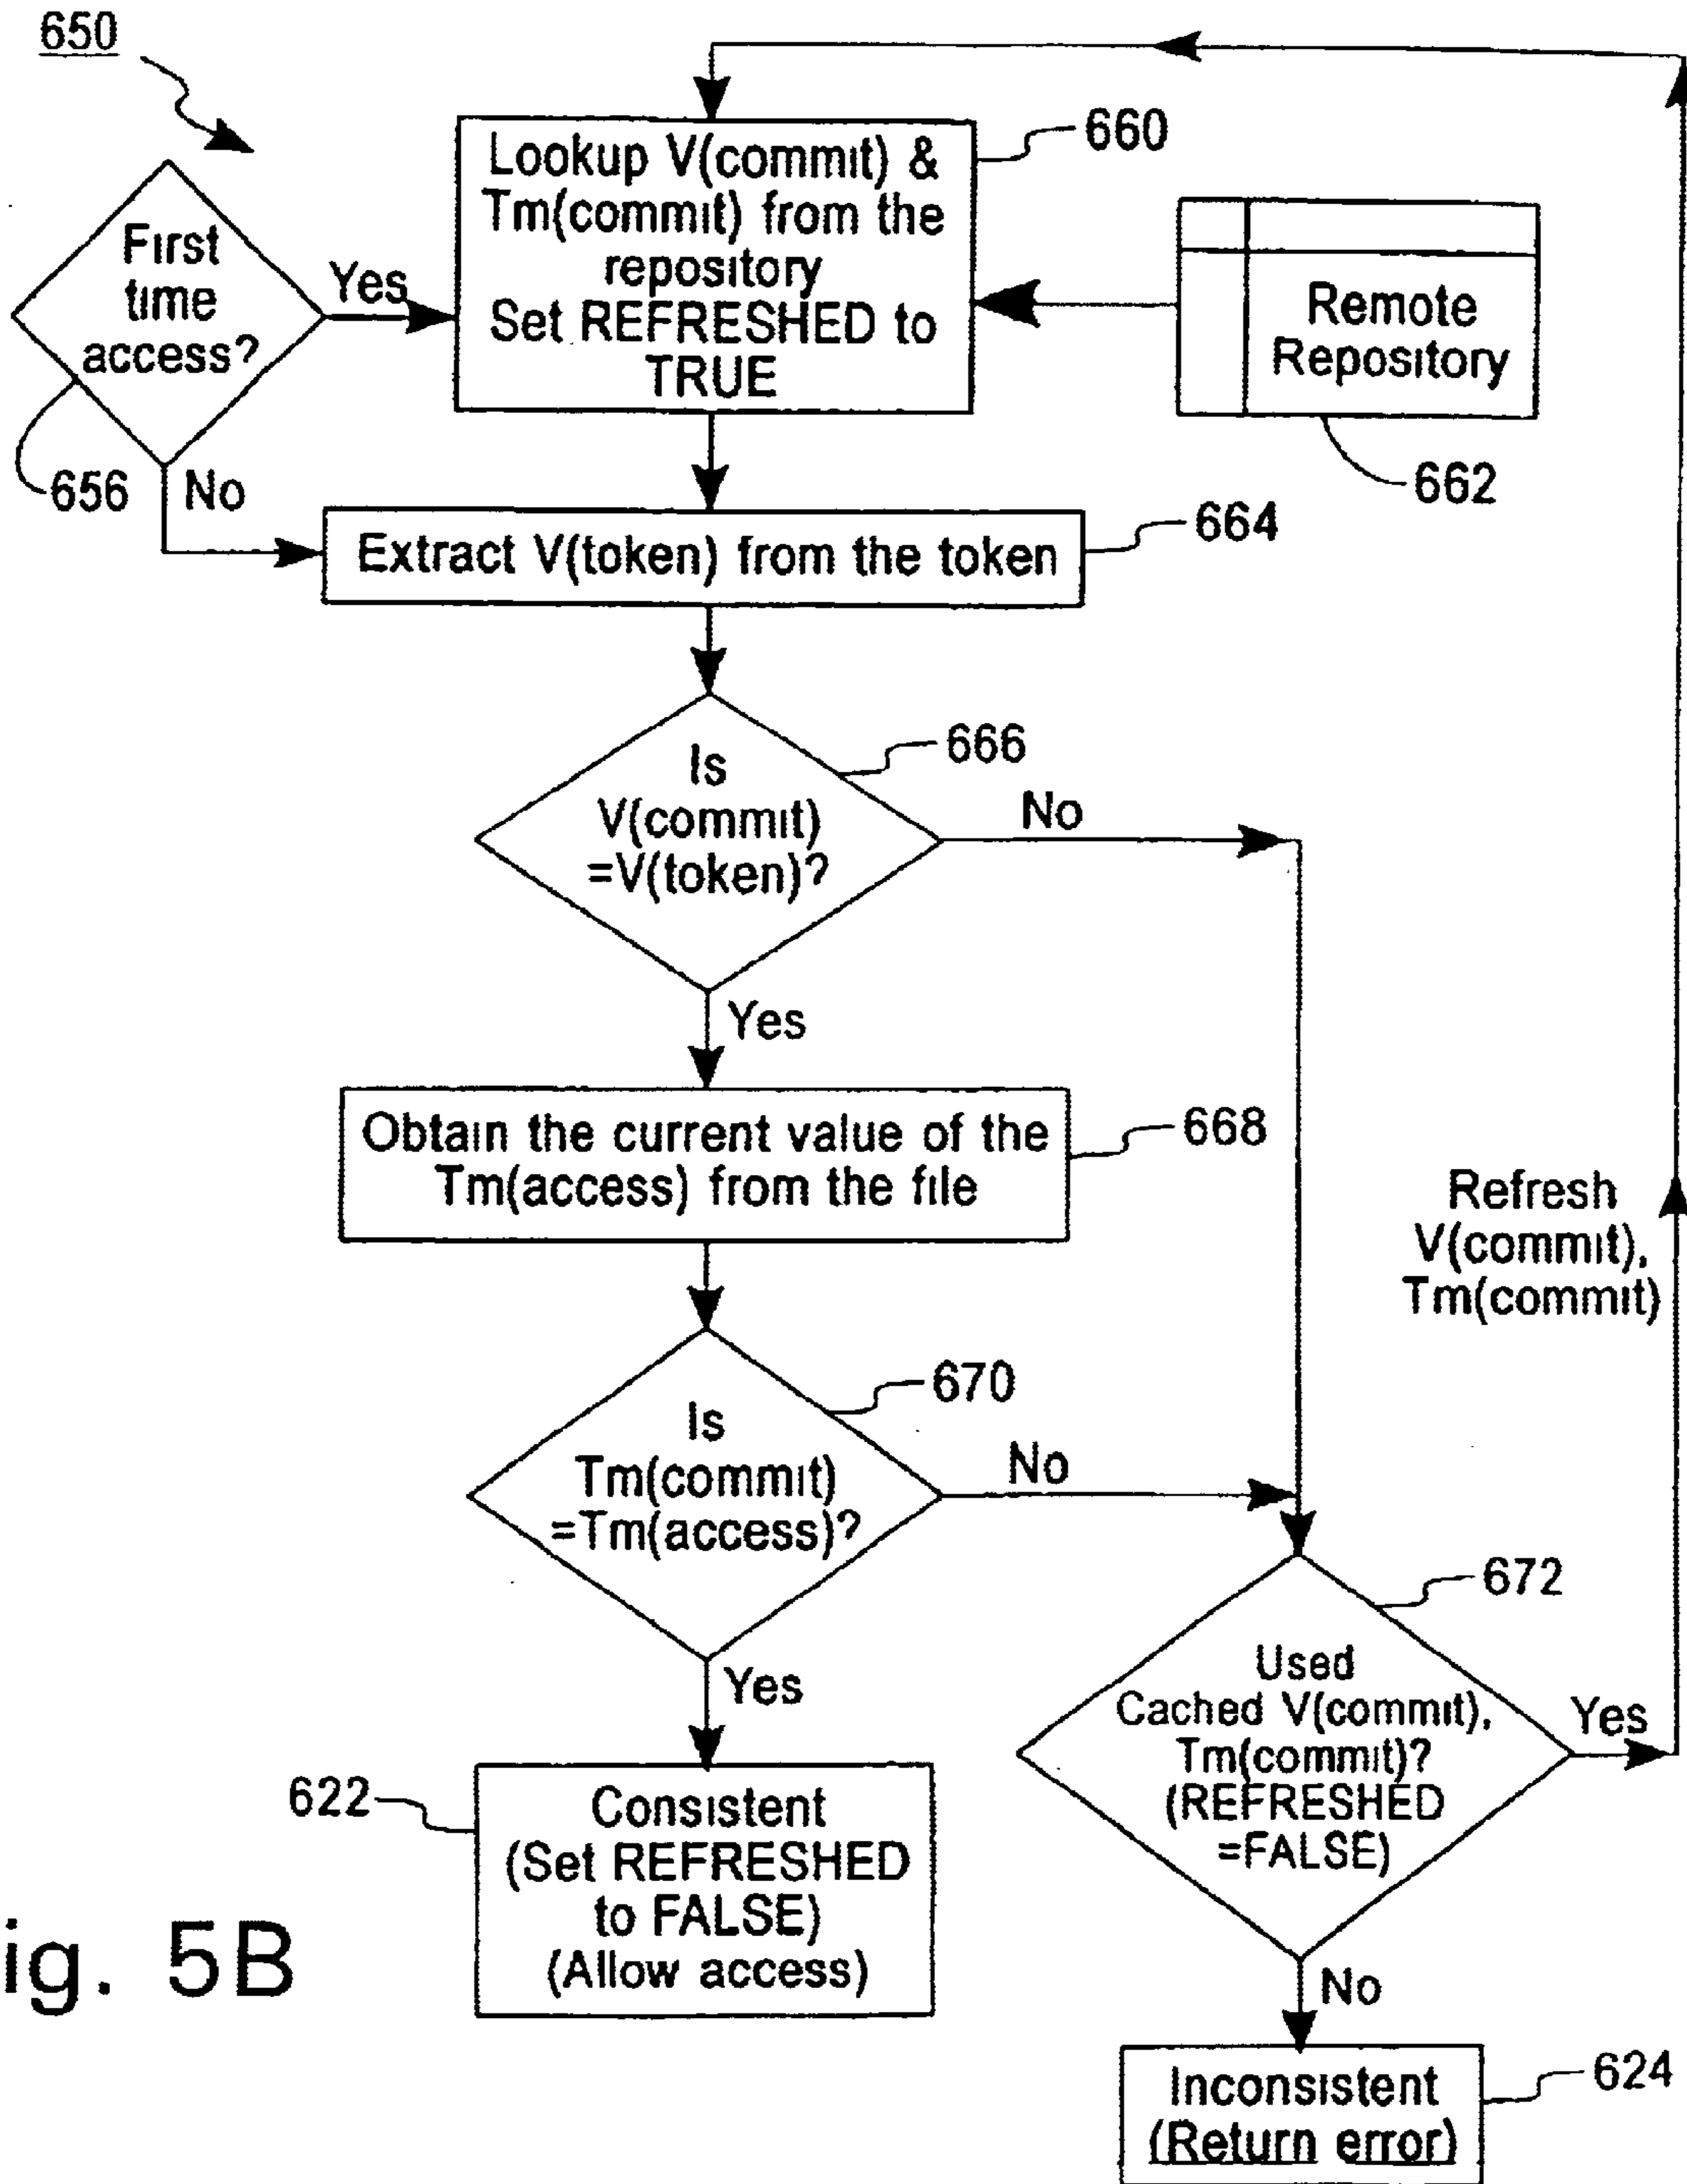 650
Lookup V(commit) &
Tm(commit) from the
repository
Set REFRESHED to
TRUE
660
First
time
access?
Yes
656
No
Remote
Repository
662
Extract V(token) from the token
664
Is
V(commit)
=V(token)?
666
No
Yes
Obtain the current value of the
Tm(access) from the file
668
Refresh
V(commit),
Tm(commit)
Is
Tm(commit)
=Tm(access)?
670
No
Yes
Used
Cached V(commit),
Tm(commit)?
(REFRESHED
=FALSE)
672
Yes
No
622
Consistent
(Set REFRESHED
to FALSE)
(Allow access)
Inconsistent
(Return error)
624
ig. 5B